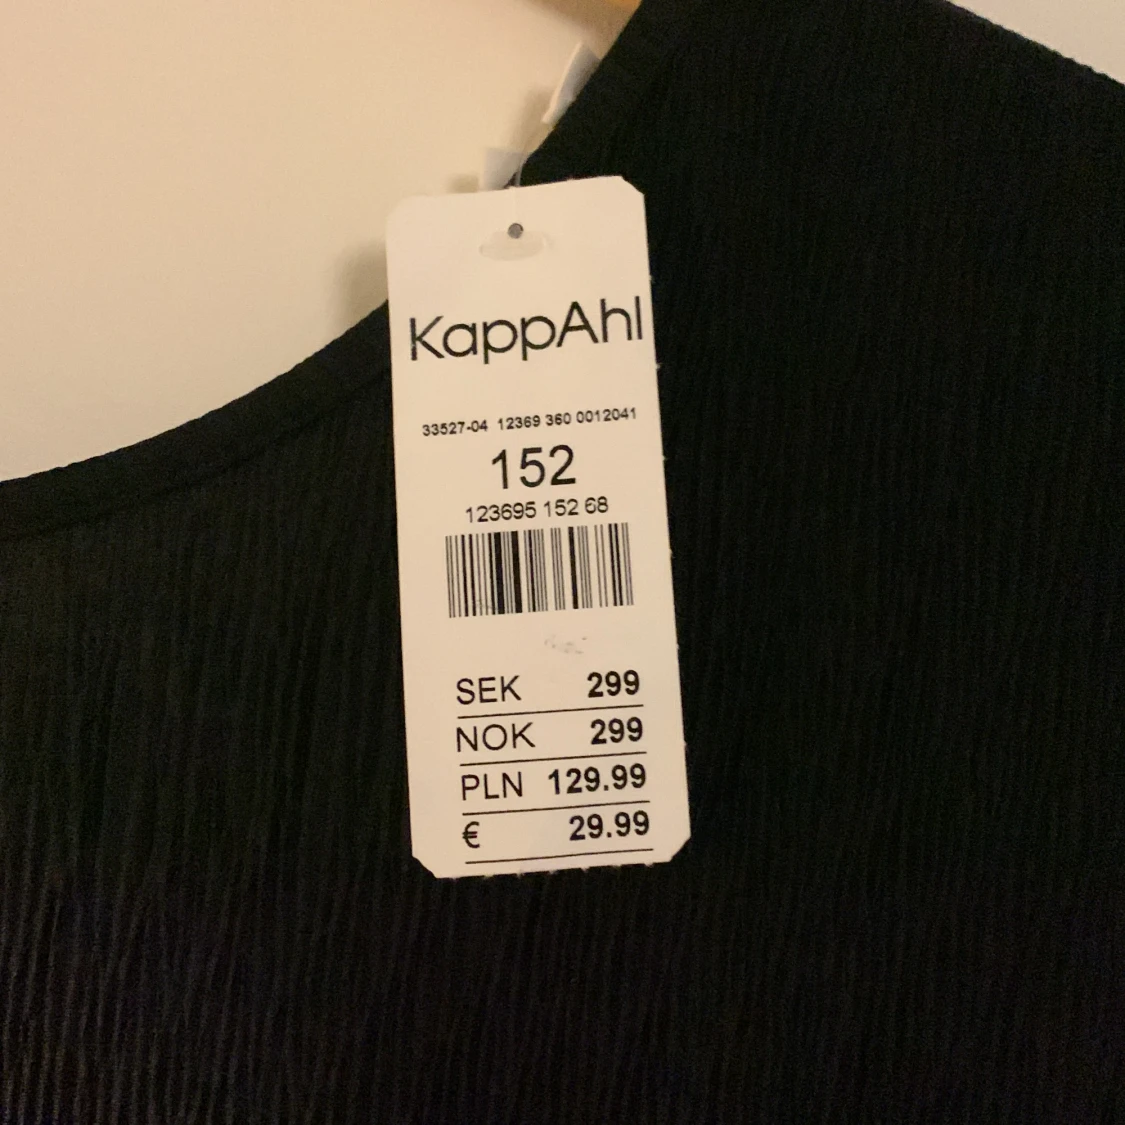 KappAhl
33527-04 12369 360 0012041
152
123695 152 68
SEK 299
NOK 299
PLN 129.99
€ 29.99